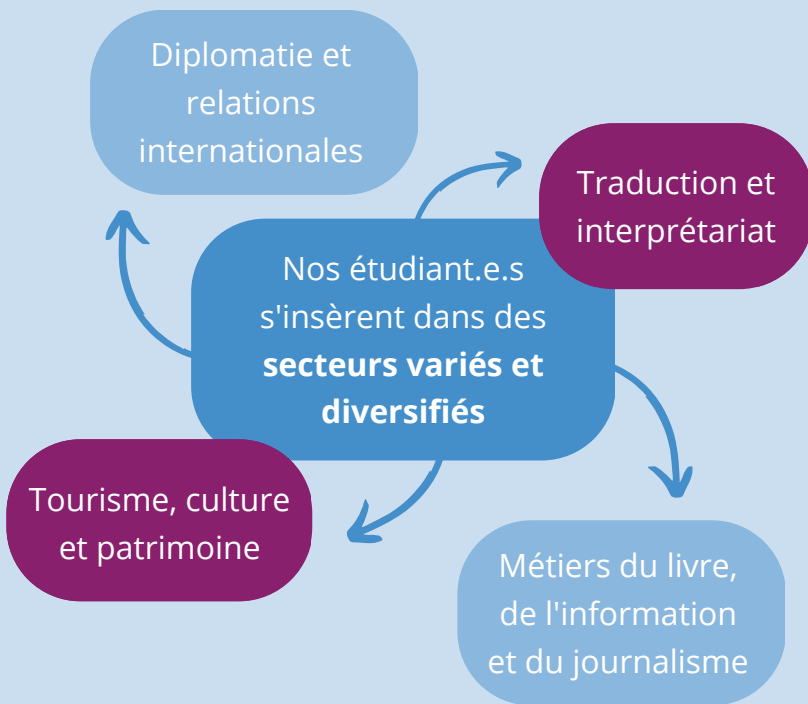 Diplomatie et
relations
internationales
Traduction et
interprétariat
Nos étudiant.e.s
s'insèrent dans des
secteurs variés et
diversifiés
Tourisme, culture
et patrimoine
Métiers du livre,
de l'information
et du journalisme